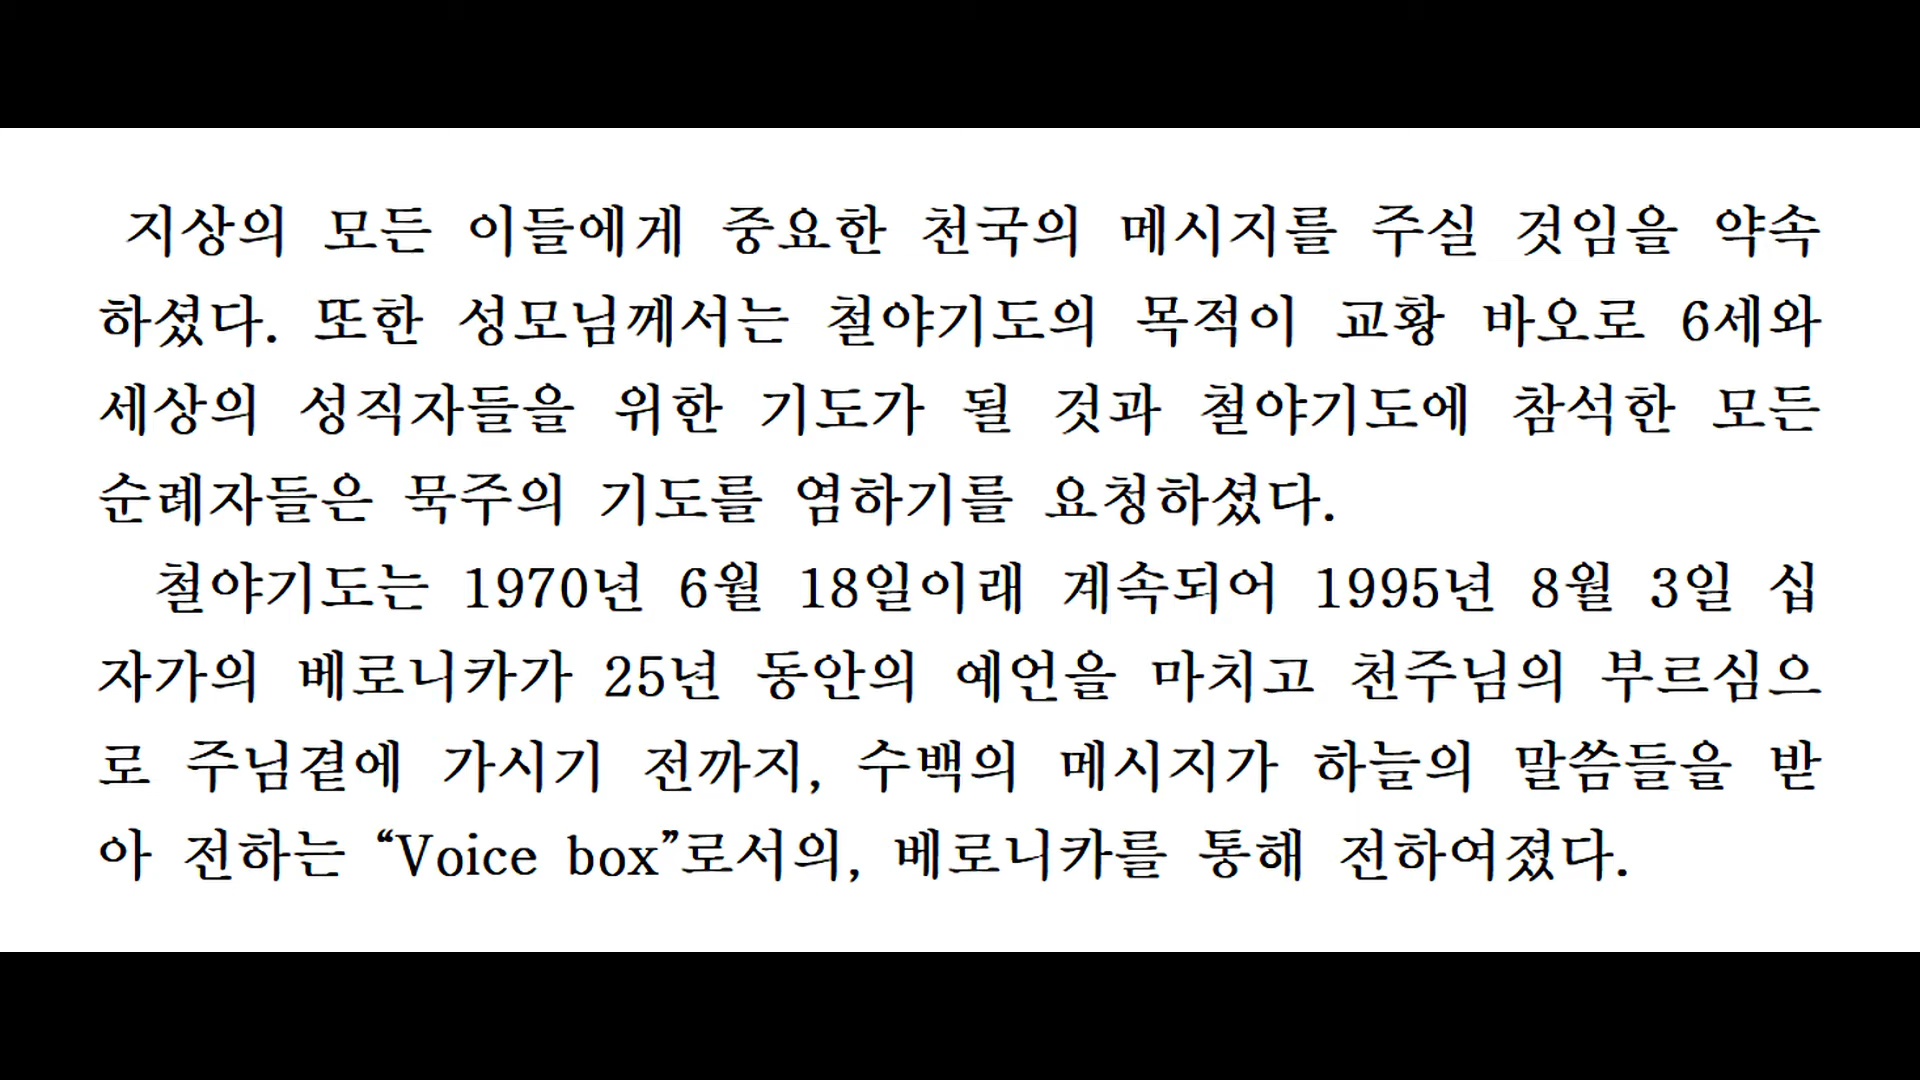 지상의 모든 이들에게 중요한 천국의 메시지를 주실 것임을 약속
하셨다. 또한 성모님께서는 철야기도의 목적이 교황 바오로 6세와
세상의 성직자들을 위한 기도가 될 것과 철야기도에 참석한 모든
순례자들은 묵주의 기도를 염하기를 요청하셨다.
철야기도는 1970년 6월 18일이래 계속되어 1995년 8월 3일 십
자가의 베로니카가 25년 동안의 예언을 마치고 천주님의 부르심으
로 주님곁에 가시기 전까지, 수백의 메시지가 하늘의 말씀들을 받
아 전하는 “Voice box”로서의, 베로니카를 통해 전하여졌다.